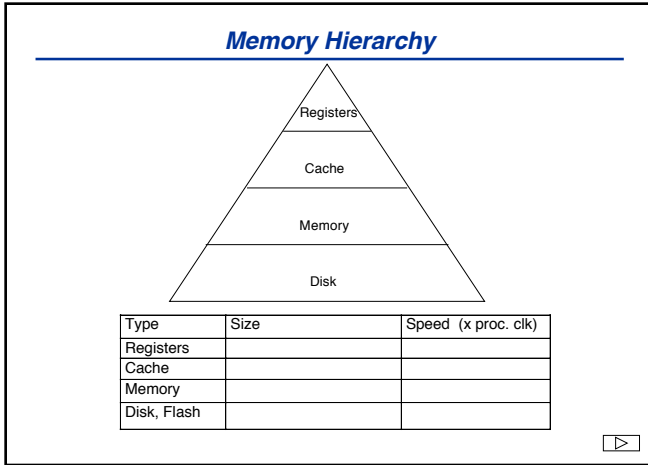 Memory Hierarchy
Registers
Cache
Memory
Disk
Type Size Speed (x proc. clk)
Registers
Cache
Memory
Disk, Flash